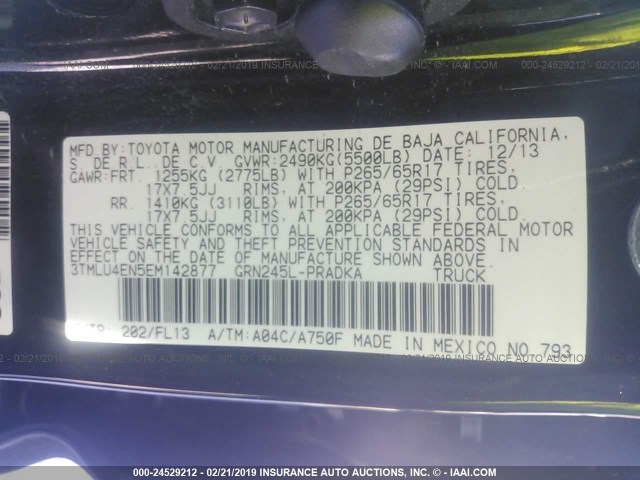 MFD.BY:TOYOTA MOTOR MANUFACTURING DE BAJA CALIFORNIA,
S. DE R.L. DE C.V. GVWR:2490KG(5500LB) DATE: 12/13
GAWR:FRT. 1255KG (2775LB) WITH P265/65R17 TIRES,
17X7.5JJ RIMS, AT 200KPA (29PSI) COLD.
RR. 1410KG (3110LB) WITH P265/65R17 TIRES,
17X7.5JJ RIMS, AT 200KPA (29PSI) COLD.
THIS VEHICLE CONFORMS TO ALL APPLICABLE FEDERAL MOTOR
VEHICLE SAFETY AND THEFT PREVENTION STANDARDS IN
EFFECT ON THE DATE OF MANUFACTURE SHOWN ABOVE.
3TMLU4EN5EM142877 GRN245L-PRADKA TRUCK
C/TR: 202/FL13 A/TM:A04C/A750F MADE IN MEXICO NO.793
000-24529212 - 02/21/2019 INSURANCE AUTO AUCTIONS - IAAI.COM